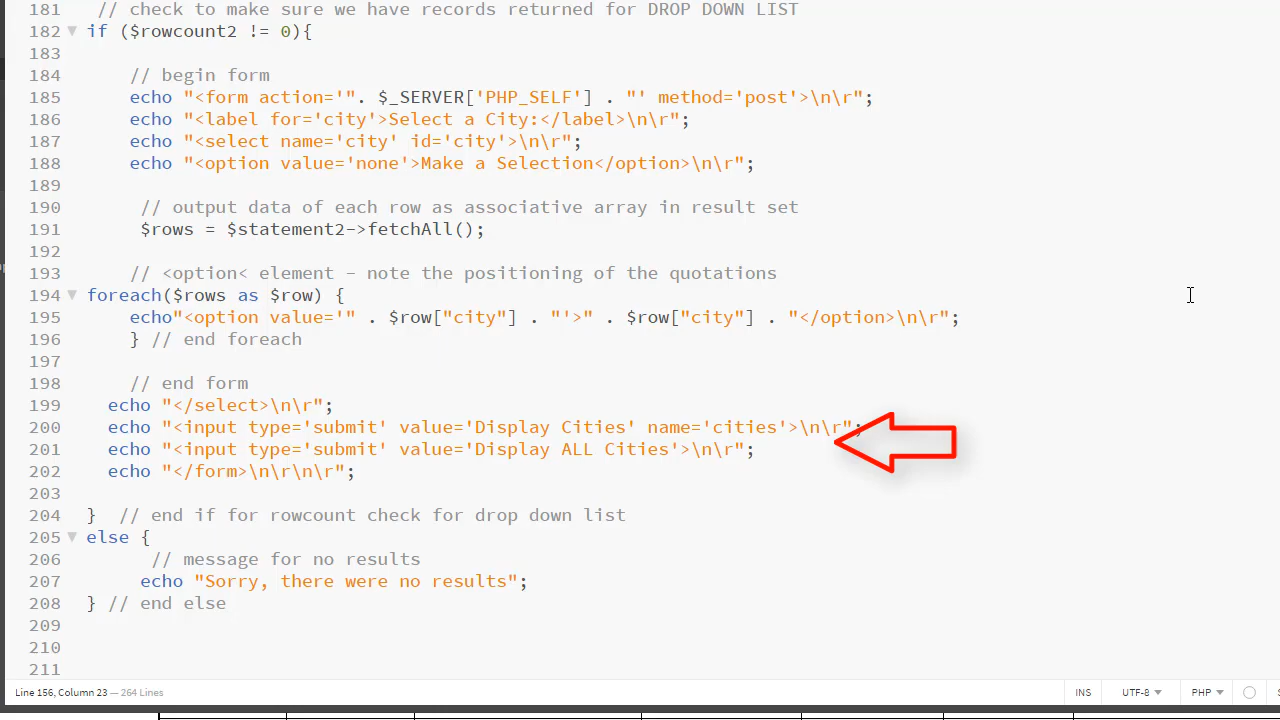 181 // check to make sure we have records returned for DROP DOWN LIST
182 if ($rowcount2 != 0){
183
184 // begin form
185 echo "<form action='". $_SERVER['PHP_SELF'] . "' method='post'>\n\r";
186 echo "<label for='city'>Select a City:</label>\n\r";
187 echo "<select name='city' id='city'>\n\r";
188 echo "<option value='none'>Make a Selection</option>\n\r";
189
190 // output data of each row as associative array in result set
191 $rows = $statement2->fetchAll();
192
193 // <option< element - note the positioning of the quotations
194 foreach($rows as $row) {
195 echo"<option value='" . $row["city"] . "'>" . $row["city"] . "</option>\n\r";
196 } // end foreach
197
198 // end form
199 echo "</select>\n\r";
200 echo "<input type='submit' value='Display Cities' name='cities'>\n\r";
201 echo "<input type='submit' value='Display ALL Cities'>\n\r";
202 echo "</form>\n\r\n\r";
203
204 } // end if for rowcount check for drop down list
205 else {
206 // message for no results
207 echo "Sorry, there were no results";
208 } // end else
209
210
211
Line 156, Column 23 — 264 Lines INS UTF-8 PHP